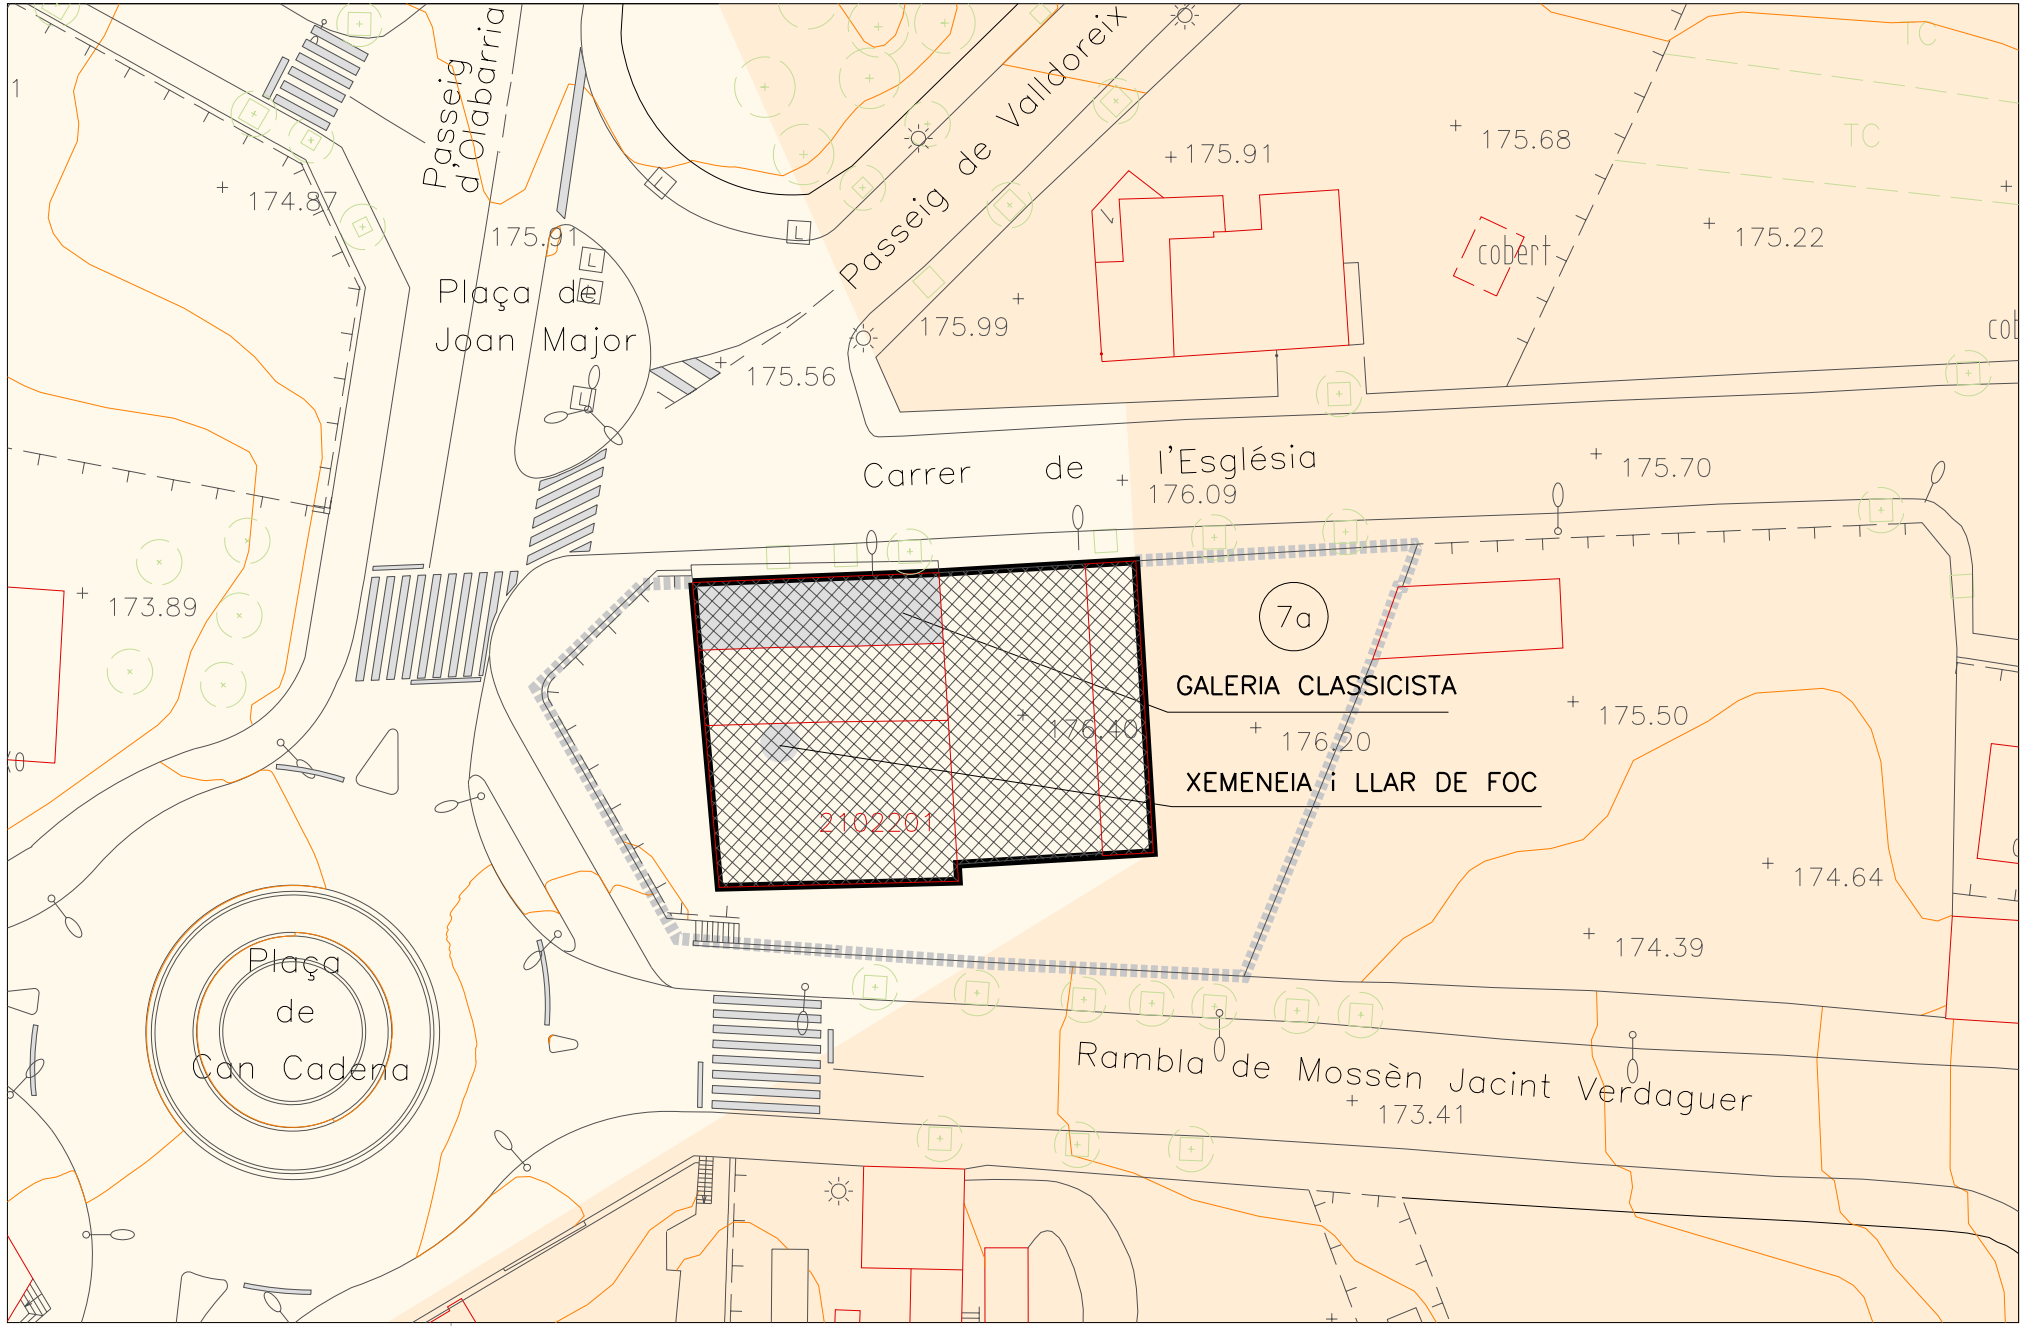 Passeig
d'Olabarria
Passeig de Valldoreix
TC
TC
1
174.87
175.91
175.91
175.68
175.22
Plaça de
Joan Major
cobert
175.99
175.56
L
L
L
L
L
Carrer de l'Església
176.09
175.70
173.89
7a
GALERIA CLASSICISTA
176.40
176.20
175.50
XEMENEIA i LLAR DE FOC
2102201
174.64
174.39
Plaça
de
Can Cadena
Rambla de Mossèn Jacint Verdaguer
173.41